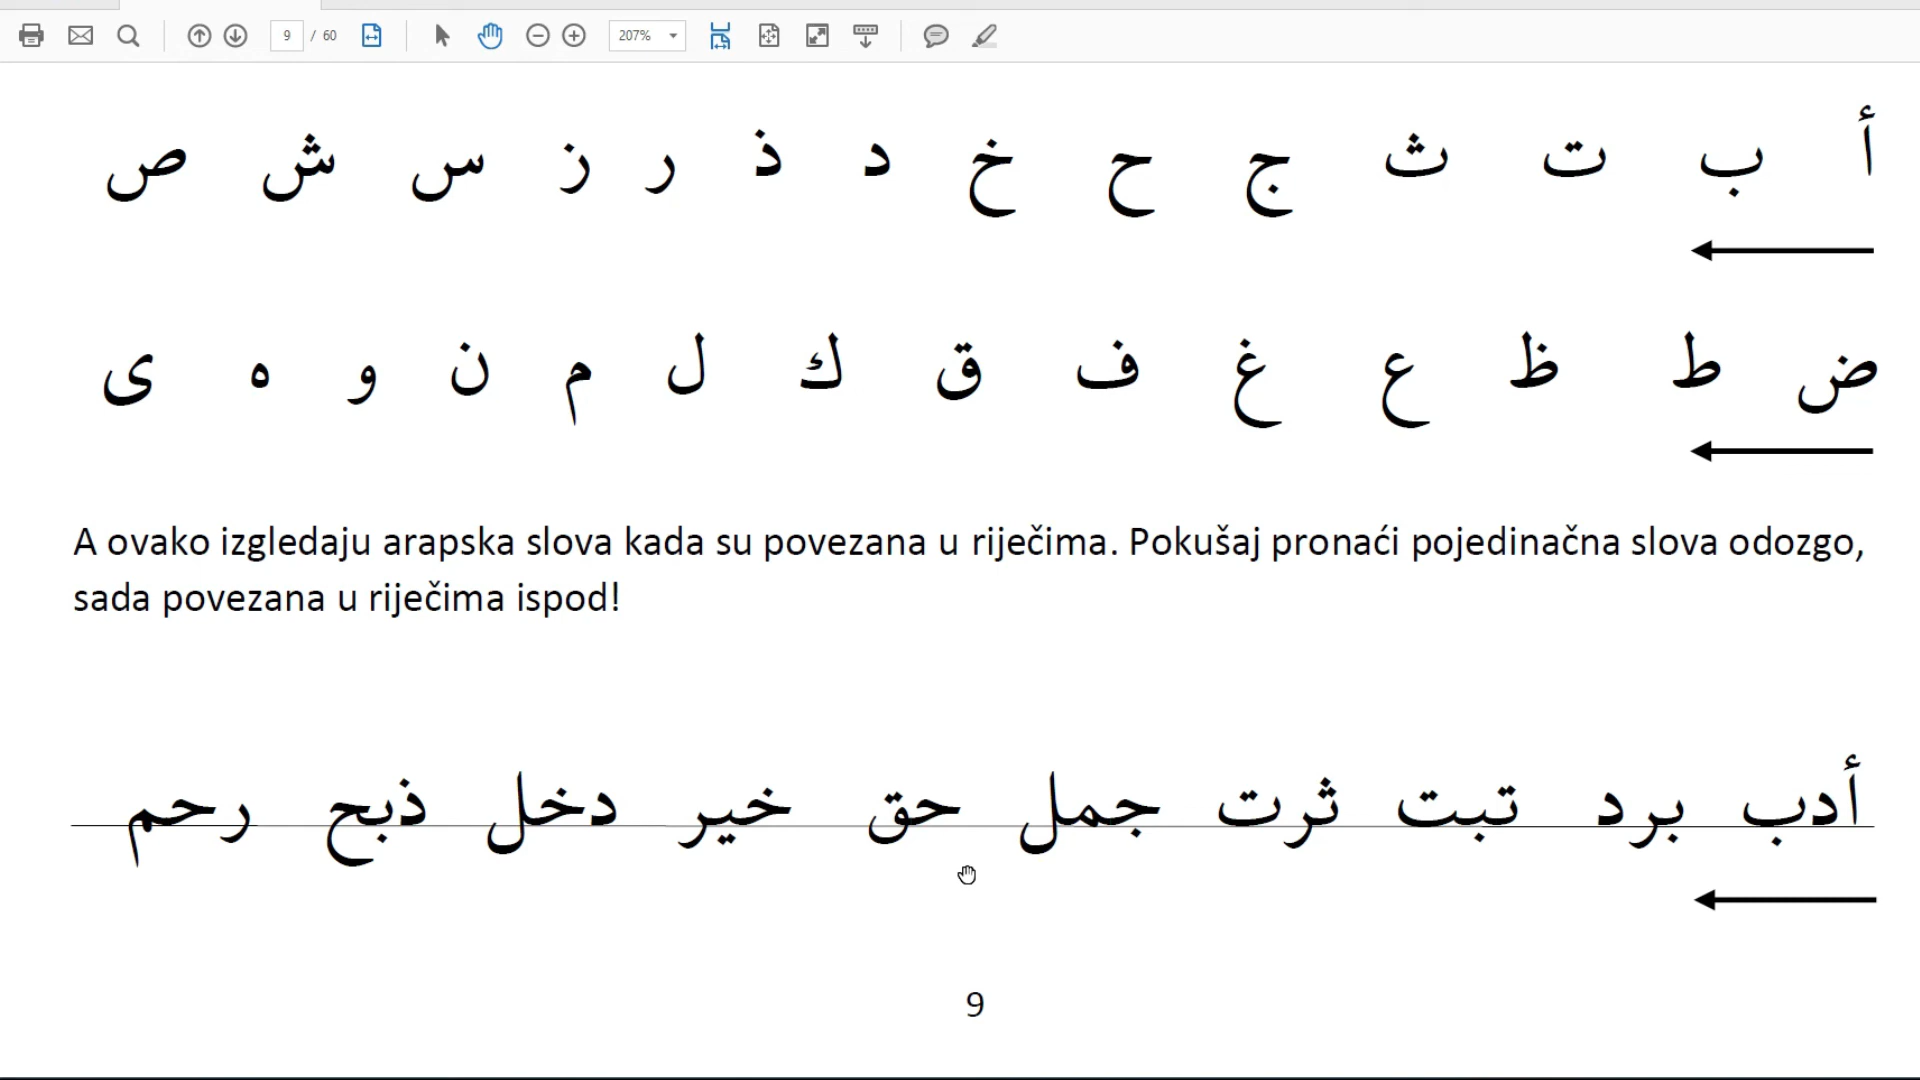 9 / 60 207%
أ ب ت ث ج ح خ د ذ ر ز س ش ص
ض ط ظ ع غ ف ق ك ل م ن و ه ى
A ovako izgledaju arapska slova kada su povezana u riječima. Pokušaj pronaći pojedinačna slova odozgo,
sada povezana u riječima ispod!
أدب برد تبت ثرت جمل حق خير دخل ذبح رحم
9